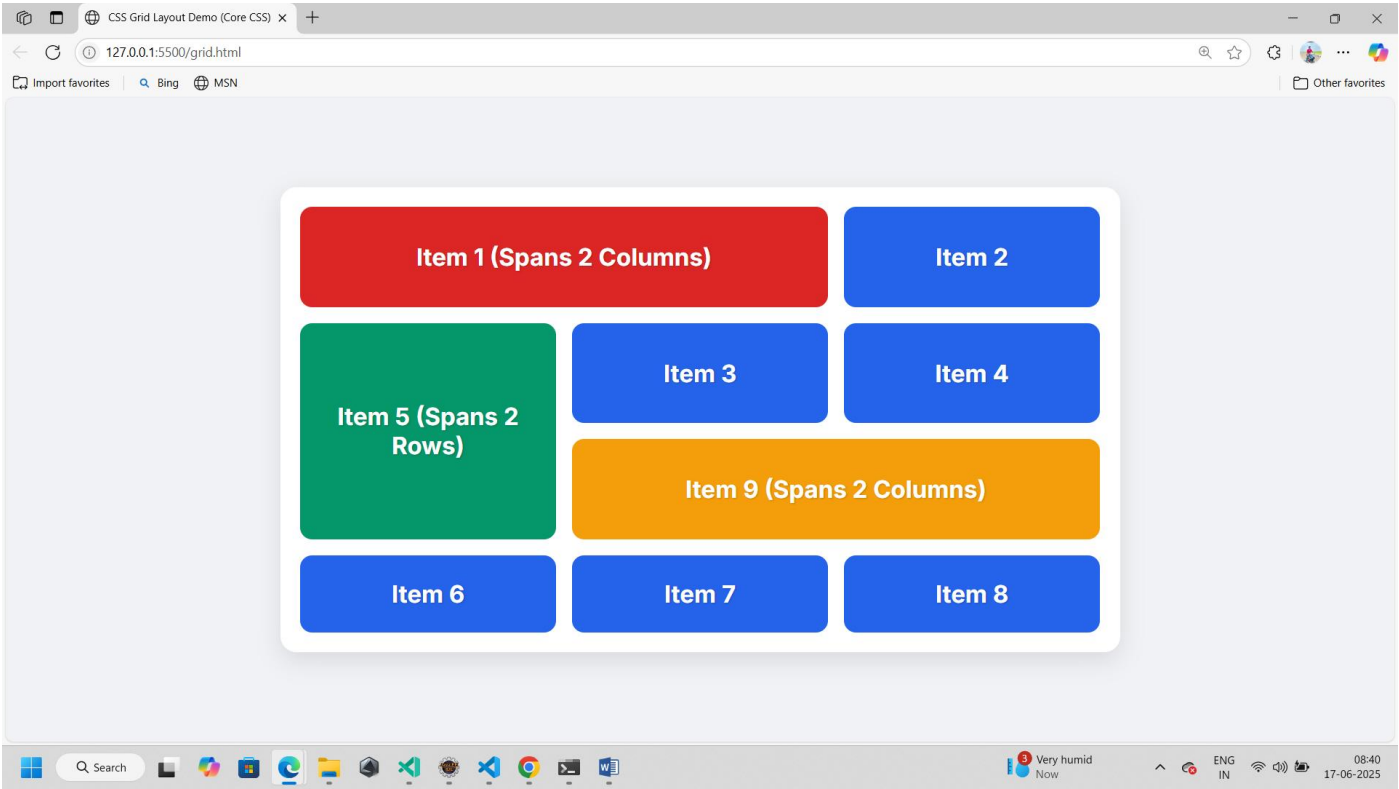 CSS Grid Layout Demo (Core CSS)
127.0.0.1:5500/grid.html
Import favorites
Bing
MSN
Other favorites
Item 1 (Spans 2 Columns)
Item 2
Item 3
Item 4
Item 5 (Spans 2
Rows)
Item 9 (Spans 2 Columns)
Item 6
Item 7
Item 8
Search
3
Very humid
Now
ENG
IN
08:40
17-06-2025